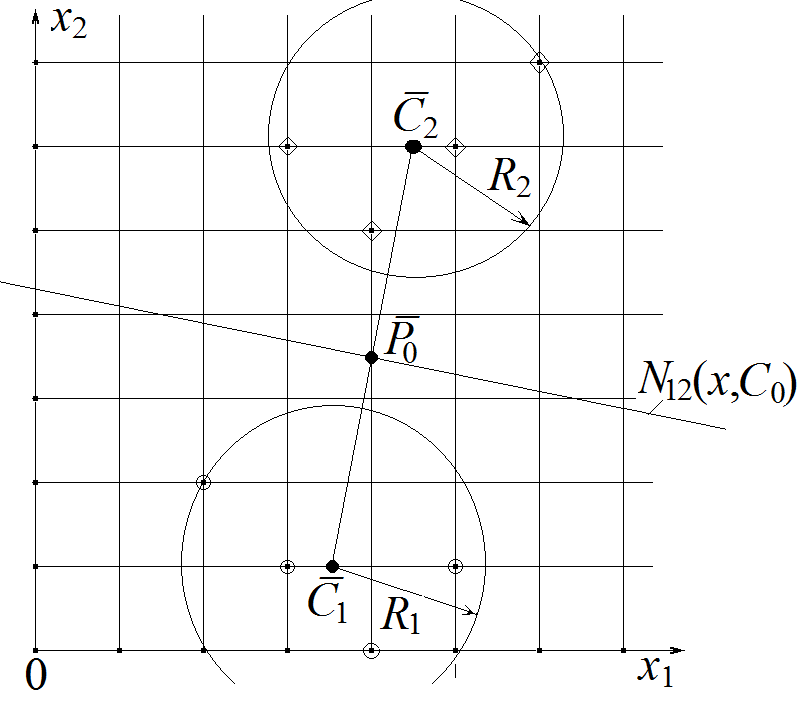 x₂
C̅₂
R₂
P̅₀
N₁₂(x,C₀)
C̅₁
R₁
0
x₁